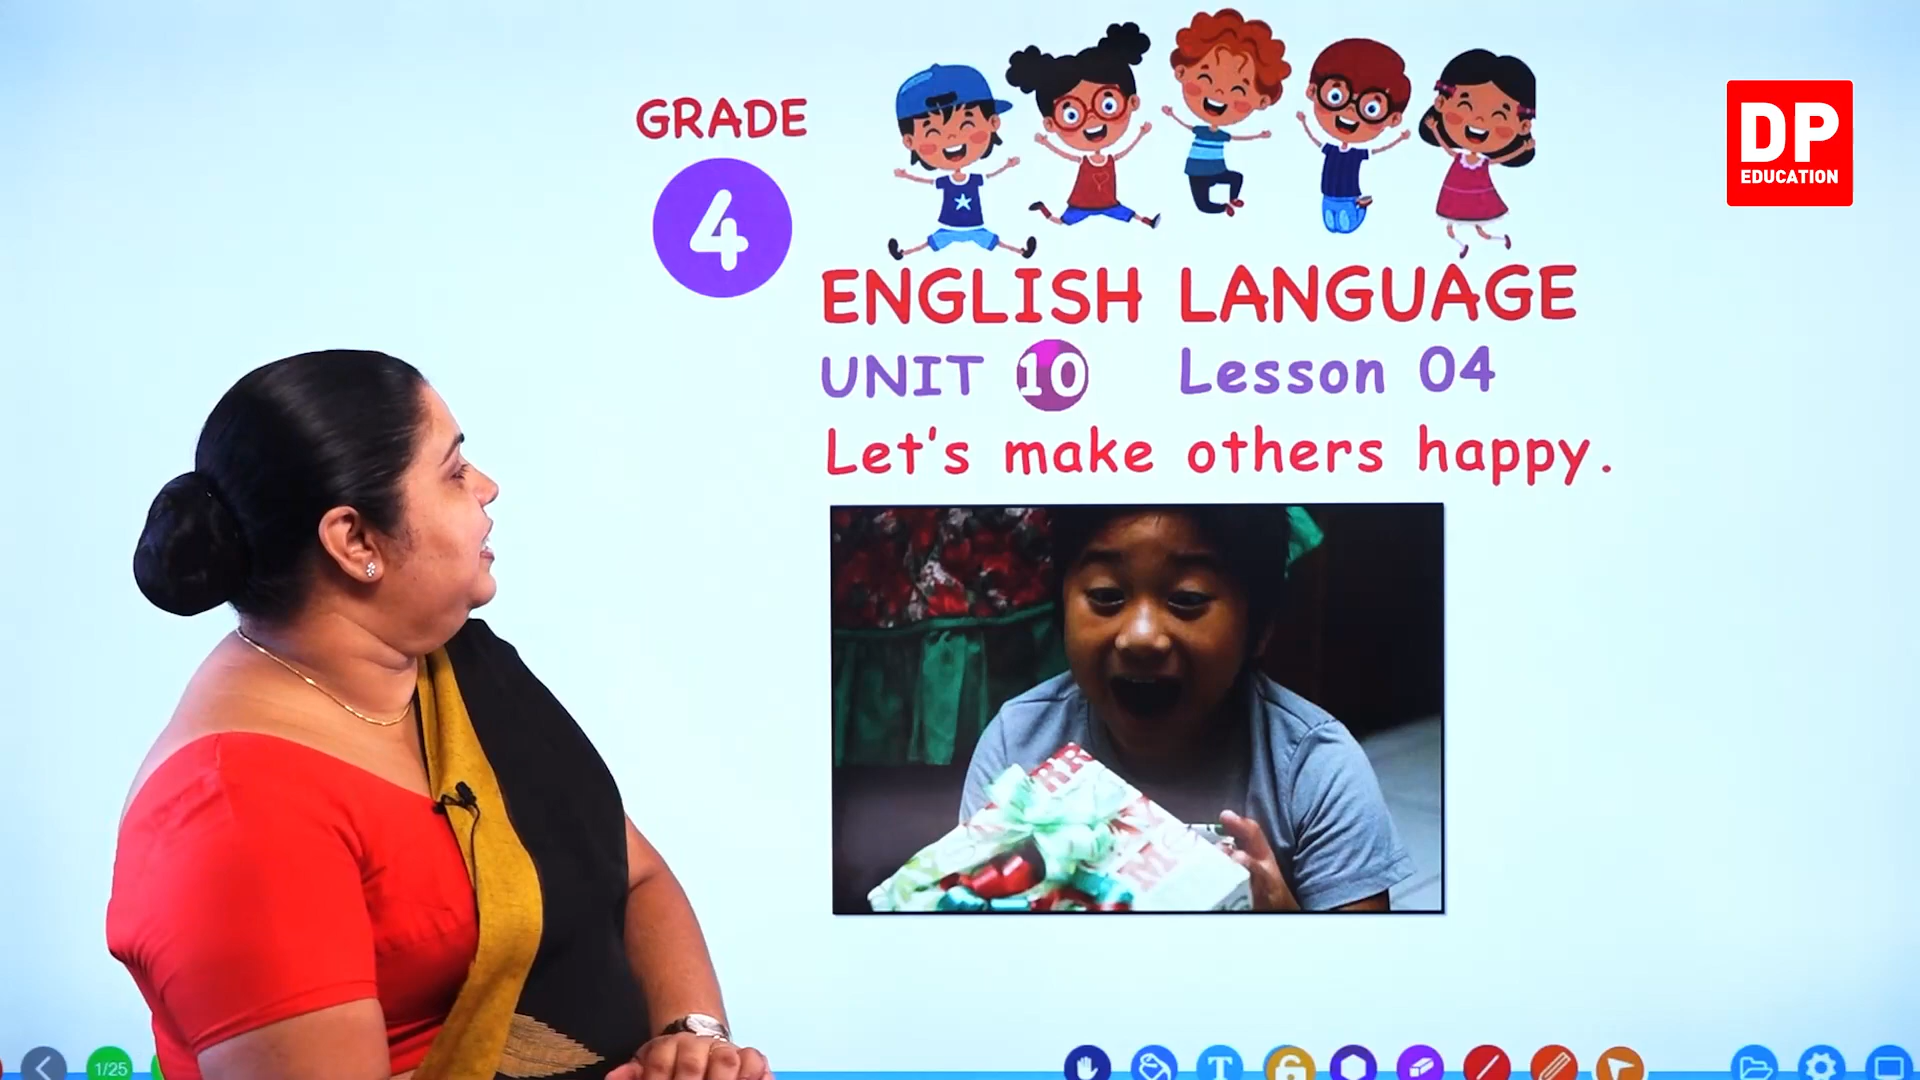 GRADE
4
DP
EDUCATION
ENGLISH LANGUAGE
UNIT 10 Lesson 04
Let's make others happy.
1/25
T